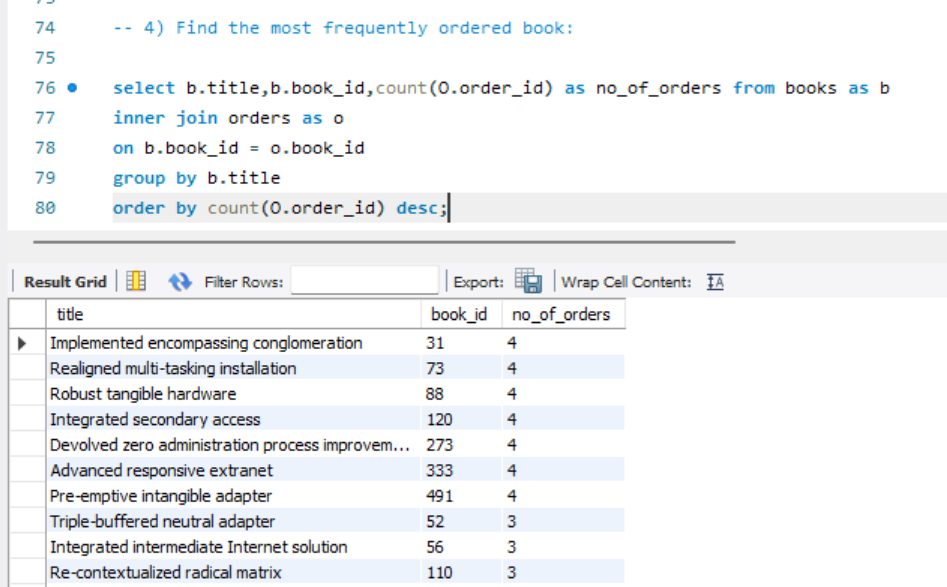 74 -- 4) Find the most frequently ordered book:
75
76 select b.title,b.book_id,count(O.order_id) as no_of_orders from books as b
77 inner join orders as o
78 on b.book_id = o.book_id
79 group by b.title
80 order by count(O.order_id) desc;
Result Grid Filter Rows: Export: Wrap Cell Content:
title book_id no_of_orders
Implemented encompassing conglomeration 31 4
Realigned multi-tasking installation 73 4
Robust tangible hardware 88 4
Integrated secondary access 120 4
Devolved zero administration process improvem... 273 4
Advanced responsive extranet 333 4
Pre-emptive intangible adapter 491 4
Triple-buffered neutral adapter 52 3
Integrated intermediate Internet solution 56 3
Re-contextualized radical matrix 110 3